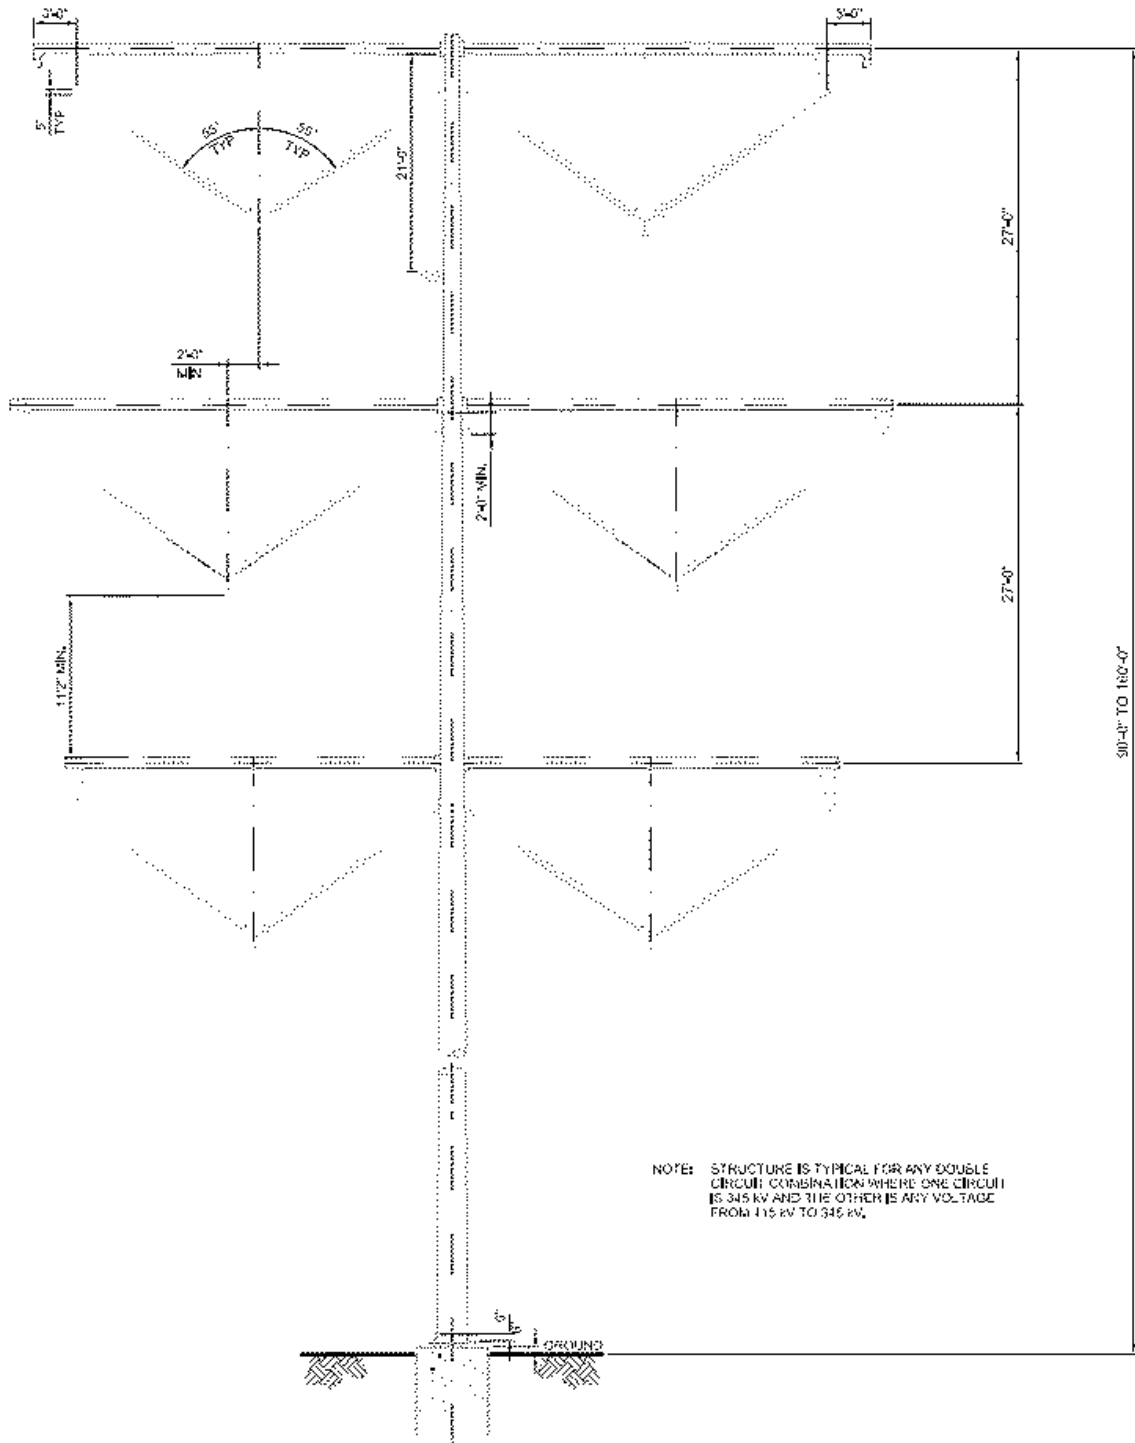 3'-0"
5"
TYP
55°
TYP
55°
TYP
21'-0"
27'-0"
2'-0"
MIN
2'-0" MIN.
27'-0"
11'2" MIN.
90'-0" TO 160'-0"
NOTE: STRUCTURE IS TYPICAL FOR ANY DOUBLE
CIRCUIT COMBINATION WHERE ONE CIRCUIT
IS 345 kV AND THE OTHER IS ANY VOLTAGE
FROM 115 kV TO 345 kV.
GROUND